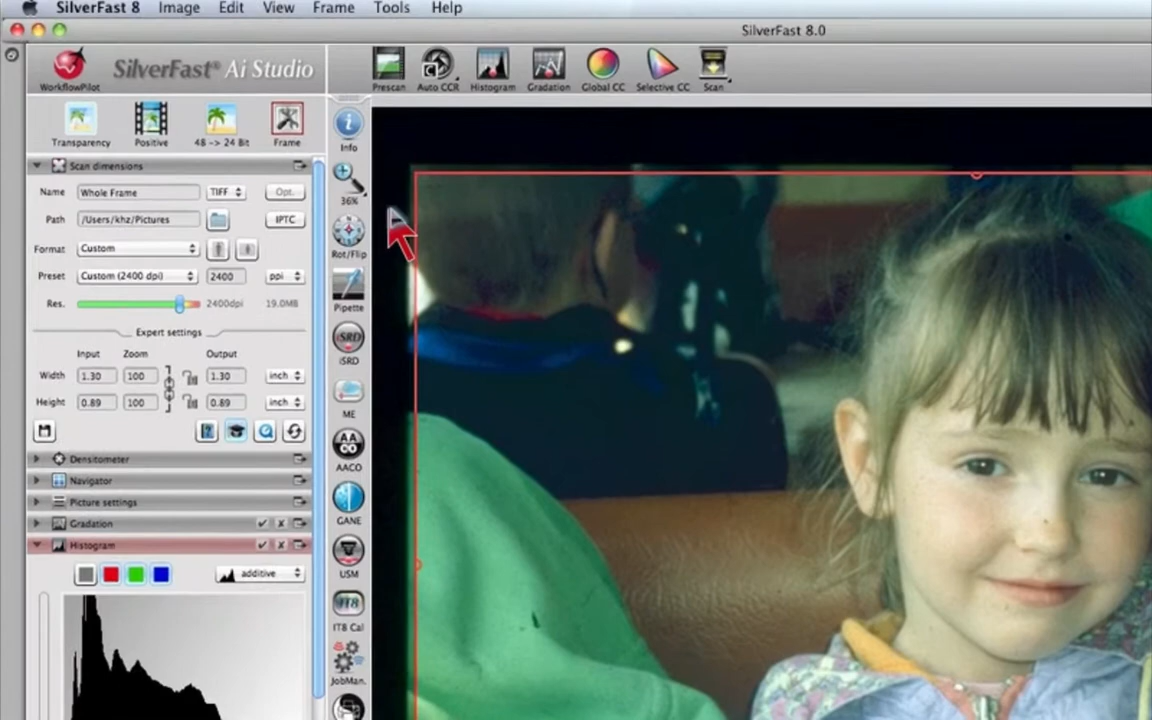 SilverFast 8 Image Edit View Frame Tools Help
SilverFast 8.0
WorkflowPilot
SilverFast® Ai Studio
Prescan Auto CCR Histogram Gradation Global CC Selective CC Scan
Transparency Positive 48 -> 24 Bit Frame
Scan dimensions
Name Whole Frame TIFF Opt.
Path /Users/khz/Pictures IPTC
Format Custom
Preset Custom (2400 dpi) 2400 ppi
Res. 2400dpi 19.0MB
Expert settings
Input Zoom Output
Width 1.30 100 1.30 inch
Height 0.89 100 0.89 inch
Densitometer
Navigator
Picture settings
Gradation
Histogram
additive
Info
36%
Rot/Flip
Pipette
iSRD
iSRD
ME
AACO
AACO
GANE
USM
IT8
IT8 Cal
JobMan.